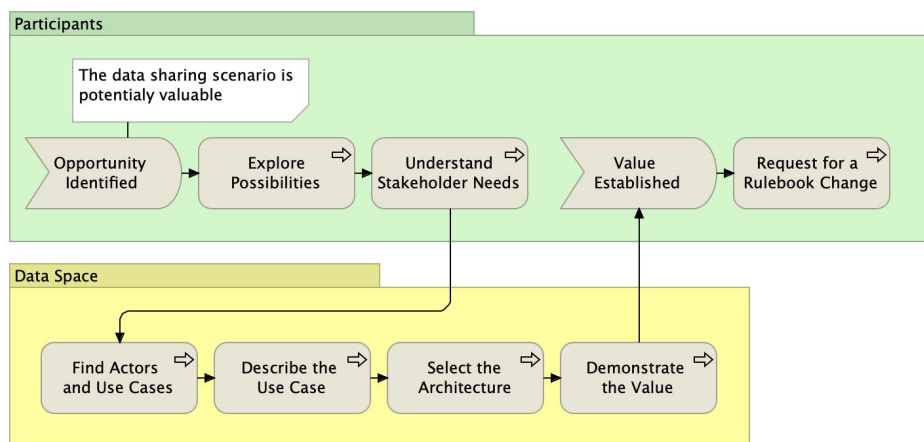 Participants
The data sharing scenario is
potentialy valuable
Opportunity
Identified
Explore
Possibilities
Understand
Stakeholder Needs
Value
Established
Request for a
Rulebook Change
Data Space
Find Actors
and Use Cases
Describe the
Use Case
Select the
Architecture
Demonstrate
the Value